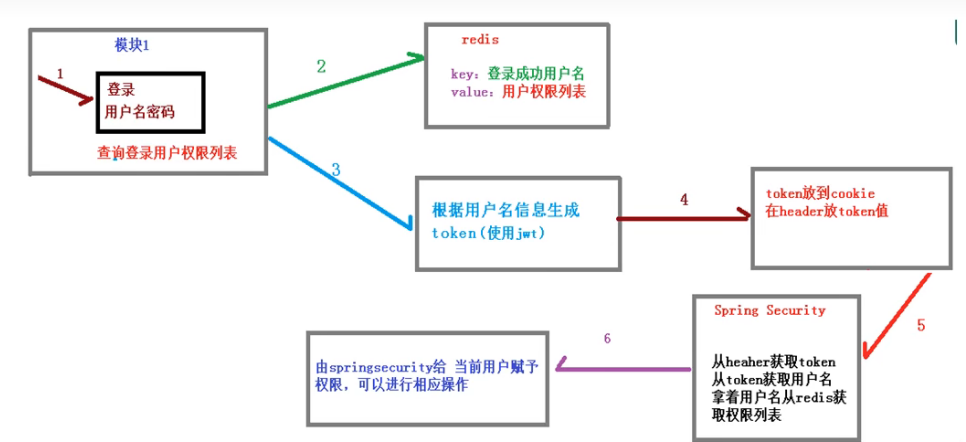 模块1
1
登录
用户名密码
查询登录用户权限列表
2
redis
key：登录成功用户名
value：用户权限列表
3
根据用户名信息生成
token(使用jwt)
4
token放到cookie
在header放token值
5
Spring Security
从heaher获取token
从token获取用户名
拿着用户名从redis获
取权限列表
6
由springsecurity给 当前用户赋予
权限，可以进行相应操作